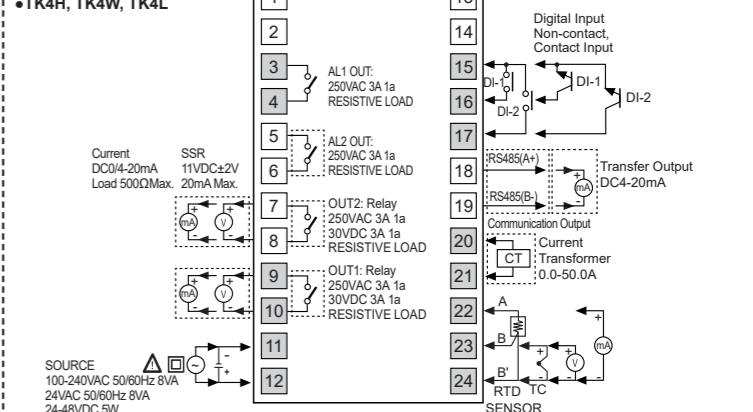 ●TK4H, TK4W, TK4L
1
13
2
14
3
15
4
16
5
17
6
18
7
19
8
20
9
21
10
22
11
23
12
24
AL1 OUT:
250VAC 3A 1a
RESISTIVE LOAD
AL2 OUT:
250VAC 3A 1a
RESISTIVE LOAD
Current
DC0/4-20mA
Load 500ΩMax.
SSR
11VDC±2V
20mA Max.
+
mA
-
+
V
-
OUT2: Relay
250VAC 3A 1a
30VDC 3A 1a
RESISTIVE LOAD
+
mA
-
+
V
-
OUT1: Relay
250VAC 3A 1a
30VDC 3A 1a
RESISTIVE LOAD
-
+
SOURCE
100-240VAC 50/60Hz 8VA
24VAC 50/60Hz 8VA
24-48VDC 5W
Digital Input
Non-contact,
Contact Input
DI-1
DI-2
DI-1
DI-2
RS485(A+)
RS485(B-)
Communication Output
+
mA
-
Transfer Output
DC4-20mA
CT
Current
Transformer
0.0-50.0A
A
B
B'
RTD
TC
+
-
+
V
-
+
mA
-
SENSOR